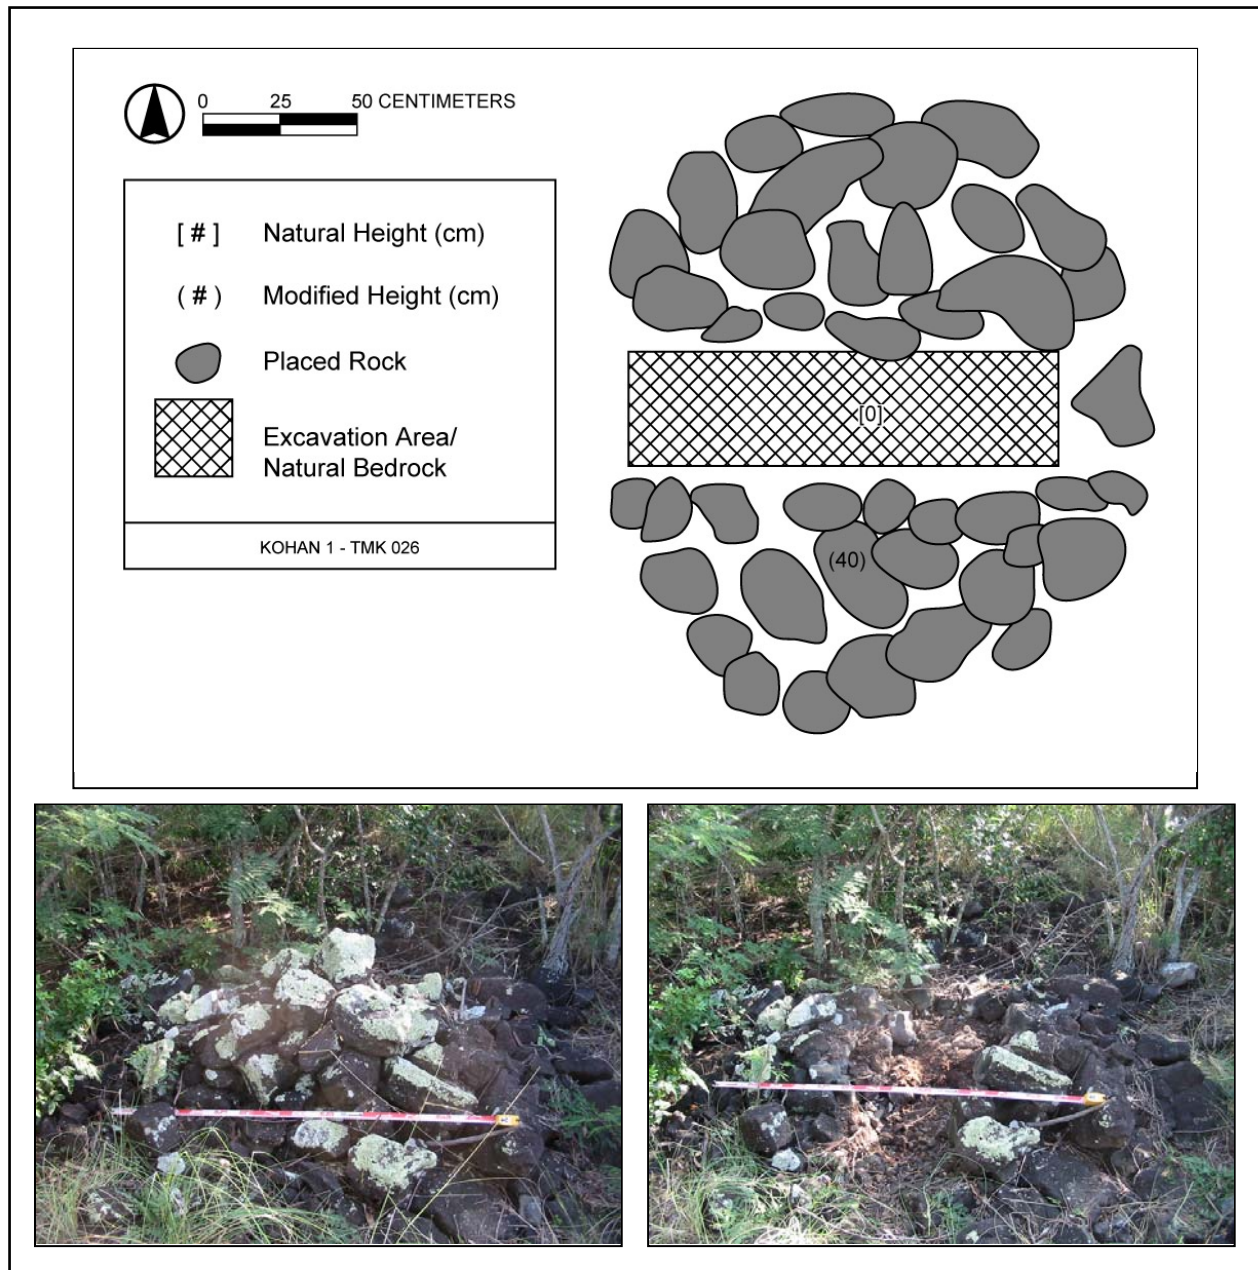 0 25 50 CENTIMETERS
[ # ] Natural Height (cm)
( # ) Modified Height (cm)
Placed Rock
Excavation Area/
Natural Bedrock
KOHAN 1 - TMK 026
[0]
(40)